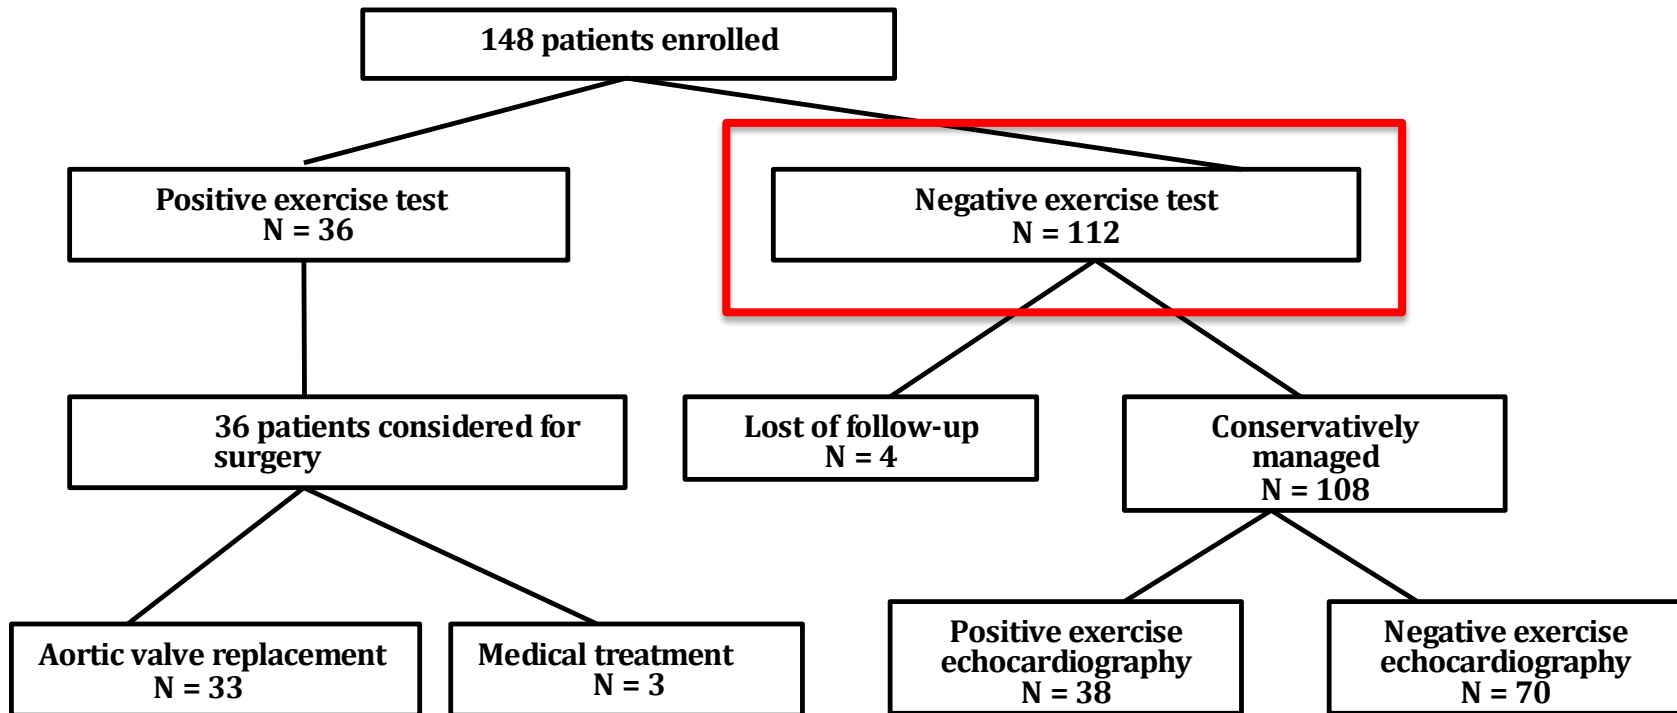 148 patients enrolled
Positive exercise test
N = 36
Negative exercise test
N = 112
36 patients considered for
surgery
Lost of follow-up
N = 4
Conservatively
managed
N = 108
Aortic valve replacement
N = 33
Medical treatment
N = 3
Positive exercise
echocardiography
N = 38
Negative exercise
echocardiography
N = 70